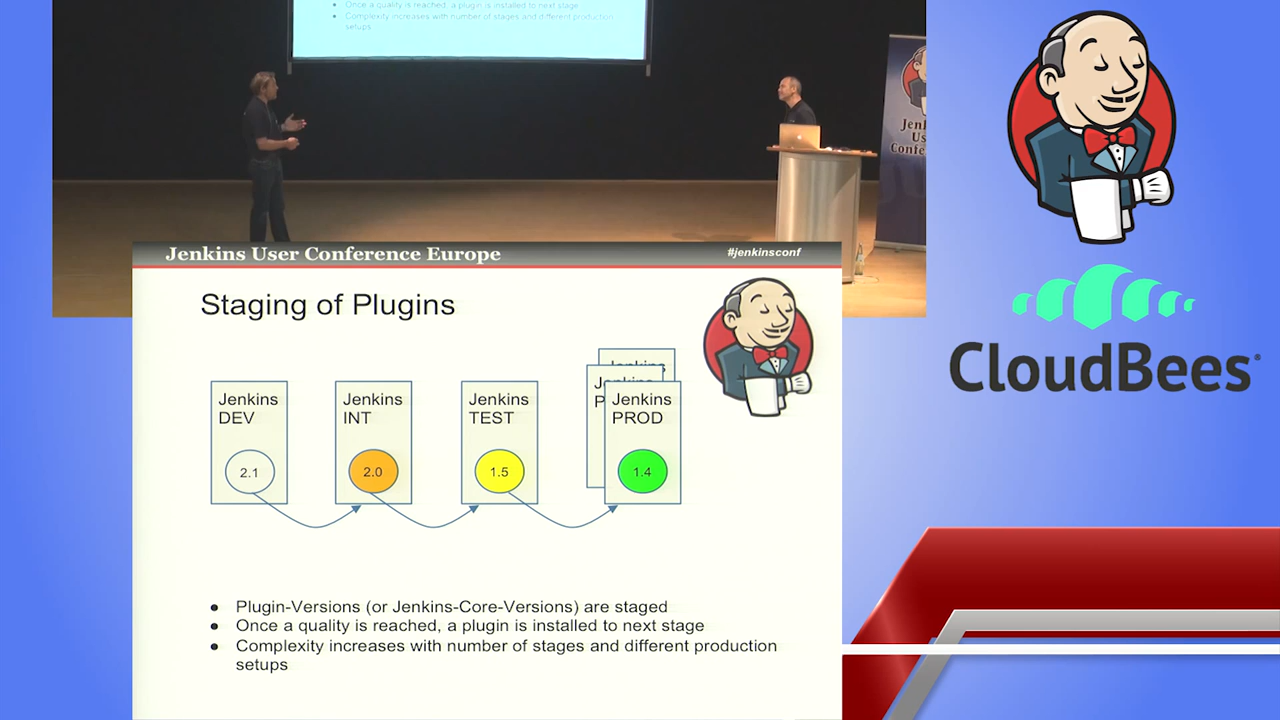 Once a quality is reached, a plugin is installed to next stage
Complexity increases with number of stages and different production
setups
Jenkins User Conference Europe
#jenkinsconf
Staging of Plugins
Jenkins
DEV
2.1
Jenkins
INT
2.0
Jenkins
TEST
1.5
Jenkins
PROD
1.4
• Plugin-Versions (or Jenkins-Core-Versions) are staged
• Once a quality is reached, a plugin is installed to next stage
• Complexity increases with number of stages and different production
setups
CloudBees®